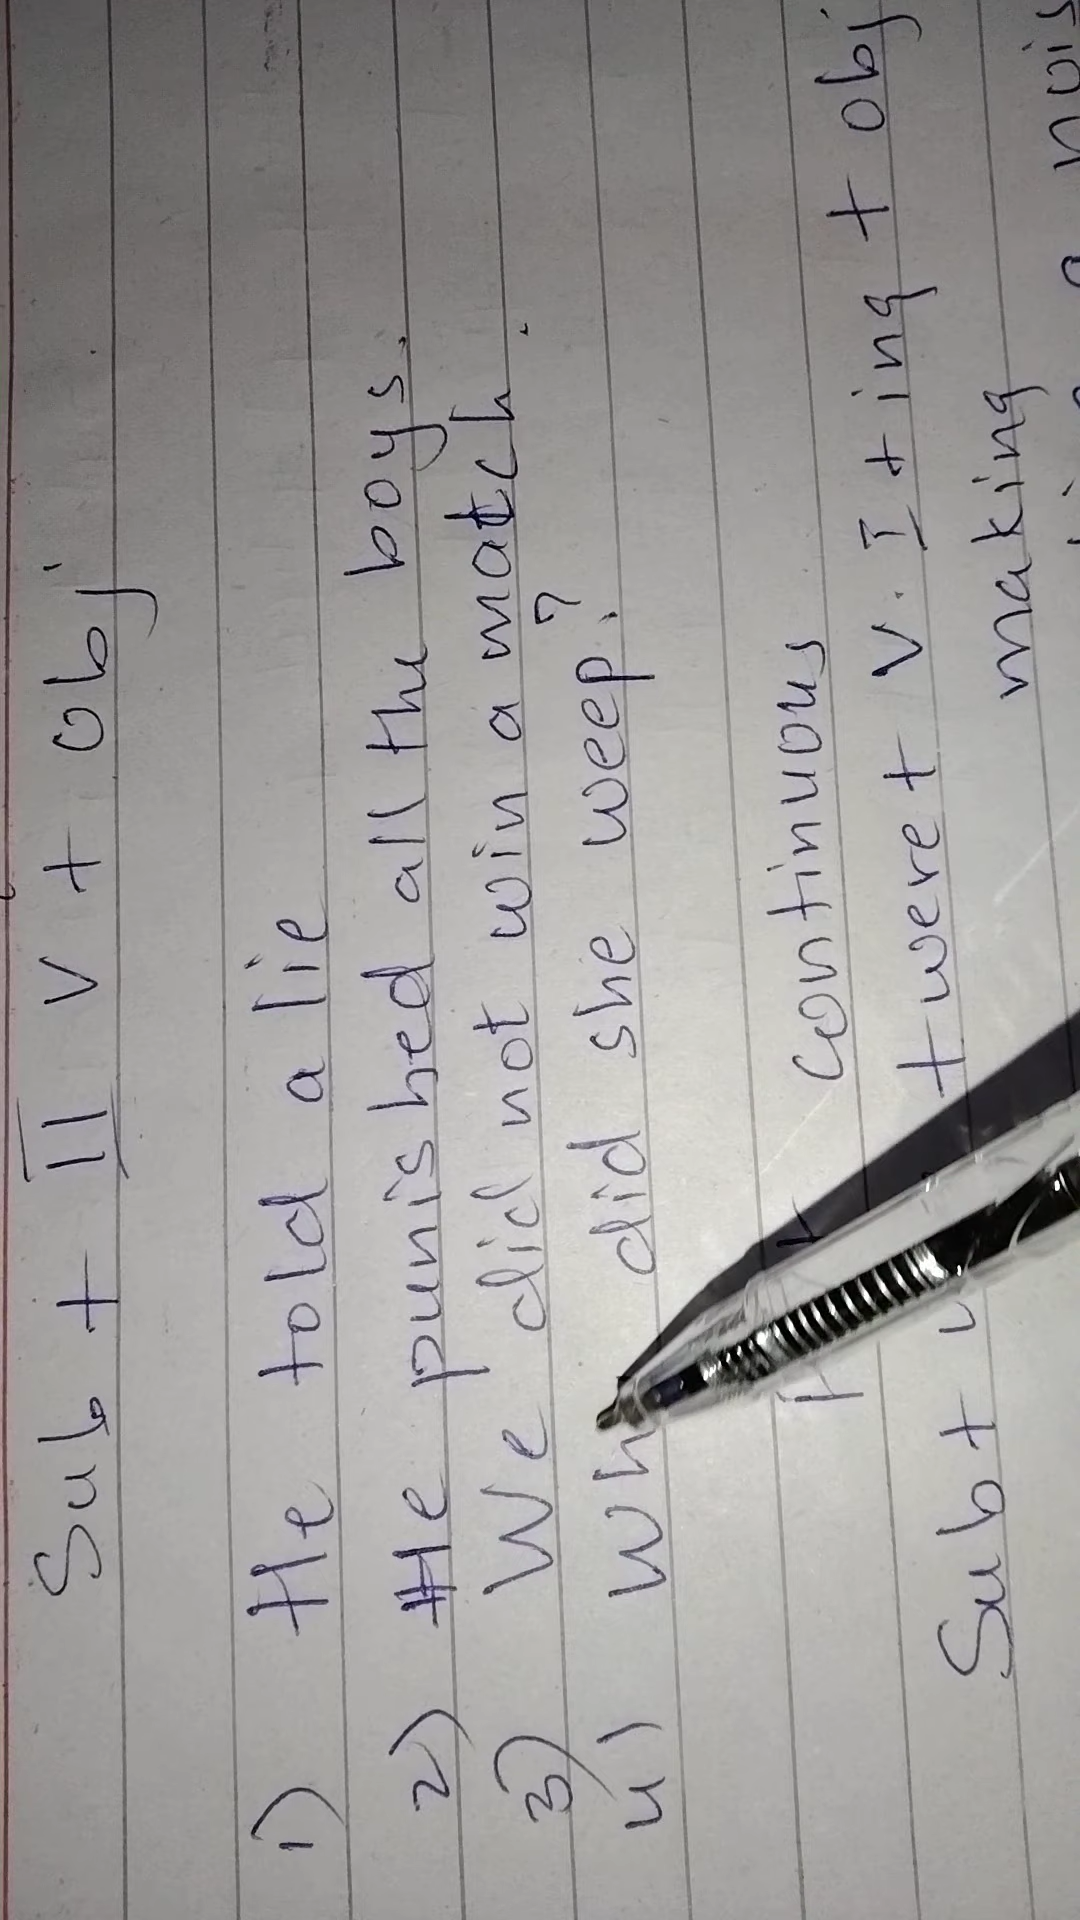 Sub + II V + obj
1) He told a lie
2) He punished all the boys.
3) We did not win a match.
4) did she weep?
continuous
Sub + + were + V. I + ing + obj
making